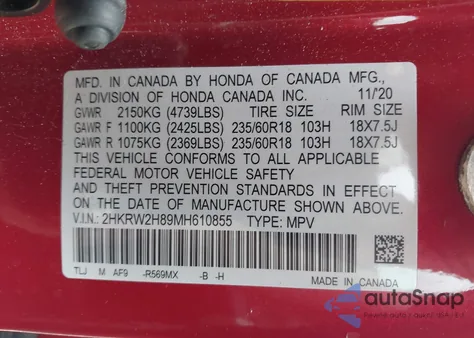 MFD. IN CANADA BY HONDA OF CANADA MFG.,
A DIVISION OF HONDA CANADA INC. 11/'20
GVWR 2150KG (4739LBS) TIRE SIZE RIM SIZE
GAWR F 1100KG (2425LBS) 235/60R18 103H 18X7.5J
GAWR R 1075KG (2369LBS) 235/60R18 103H 18X7.5J
THIS VEHICLE CONFORMS TO ALL APPLICABLE
FEDERAL MOTOR VEHICLE SAFETY
AND THEFT PREVENTION STANDARDS IN EFFECT
ON THE DATE OF MANUFACTURE SHOWN ABOVE.
V.I.N.: 2HKRW2H89MH610855 TYPE: MPV
TLJ M AF9 -R569MX -B -H
MADE IN CANADA
autoSnap